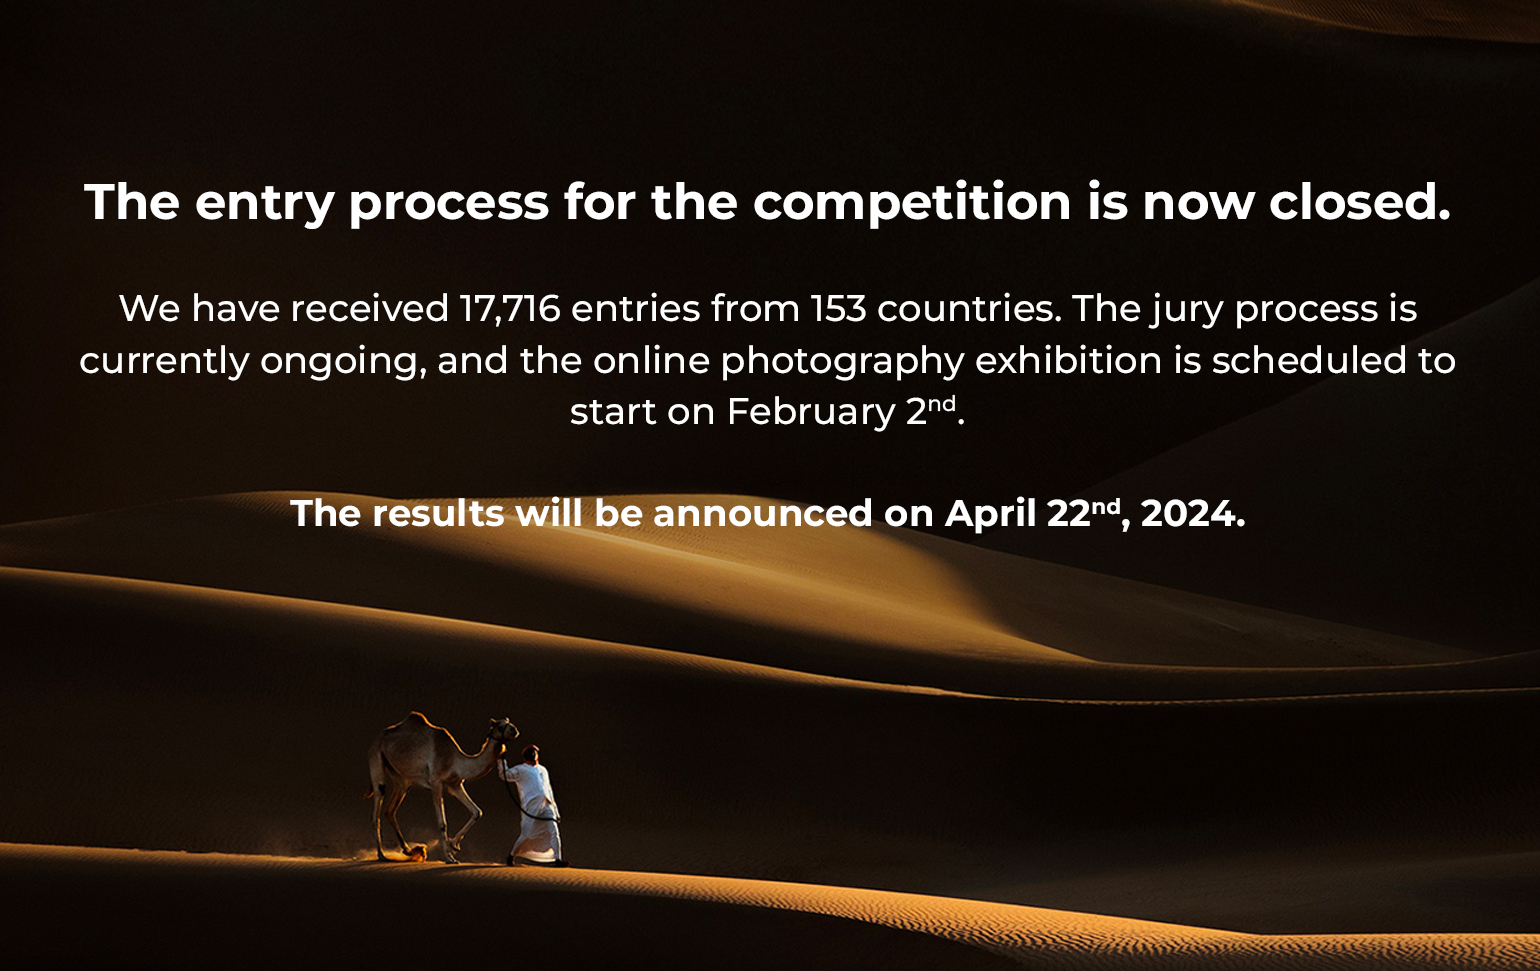 The entry process for the competition is now closed.
We have received 17,716 entries from 153 countries. The jury process is
currently ongoing, and the online photography exhibition is scheduled to
start on February 2nd.
The results will be announced on April 22nd, 2024.